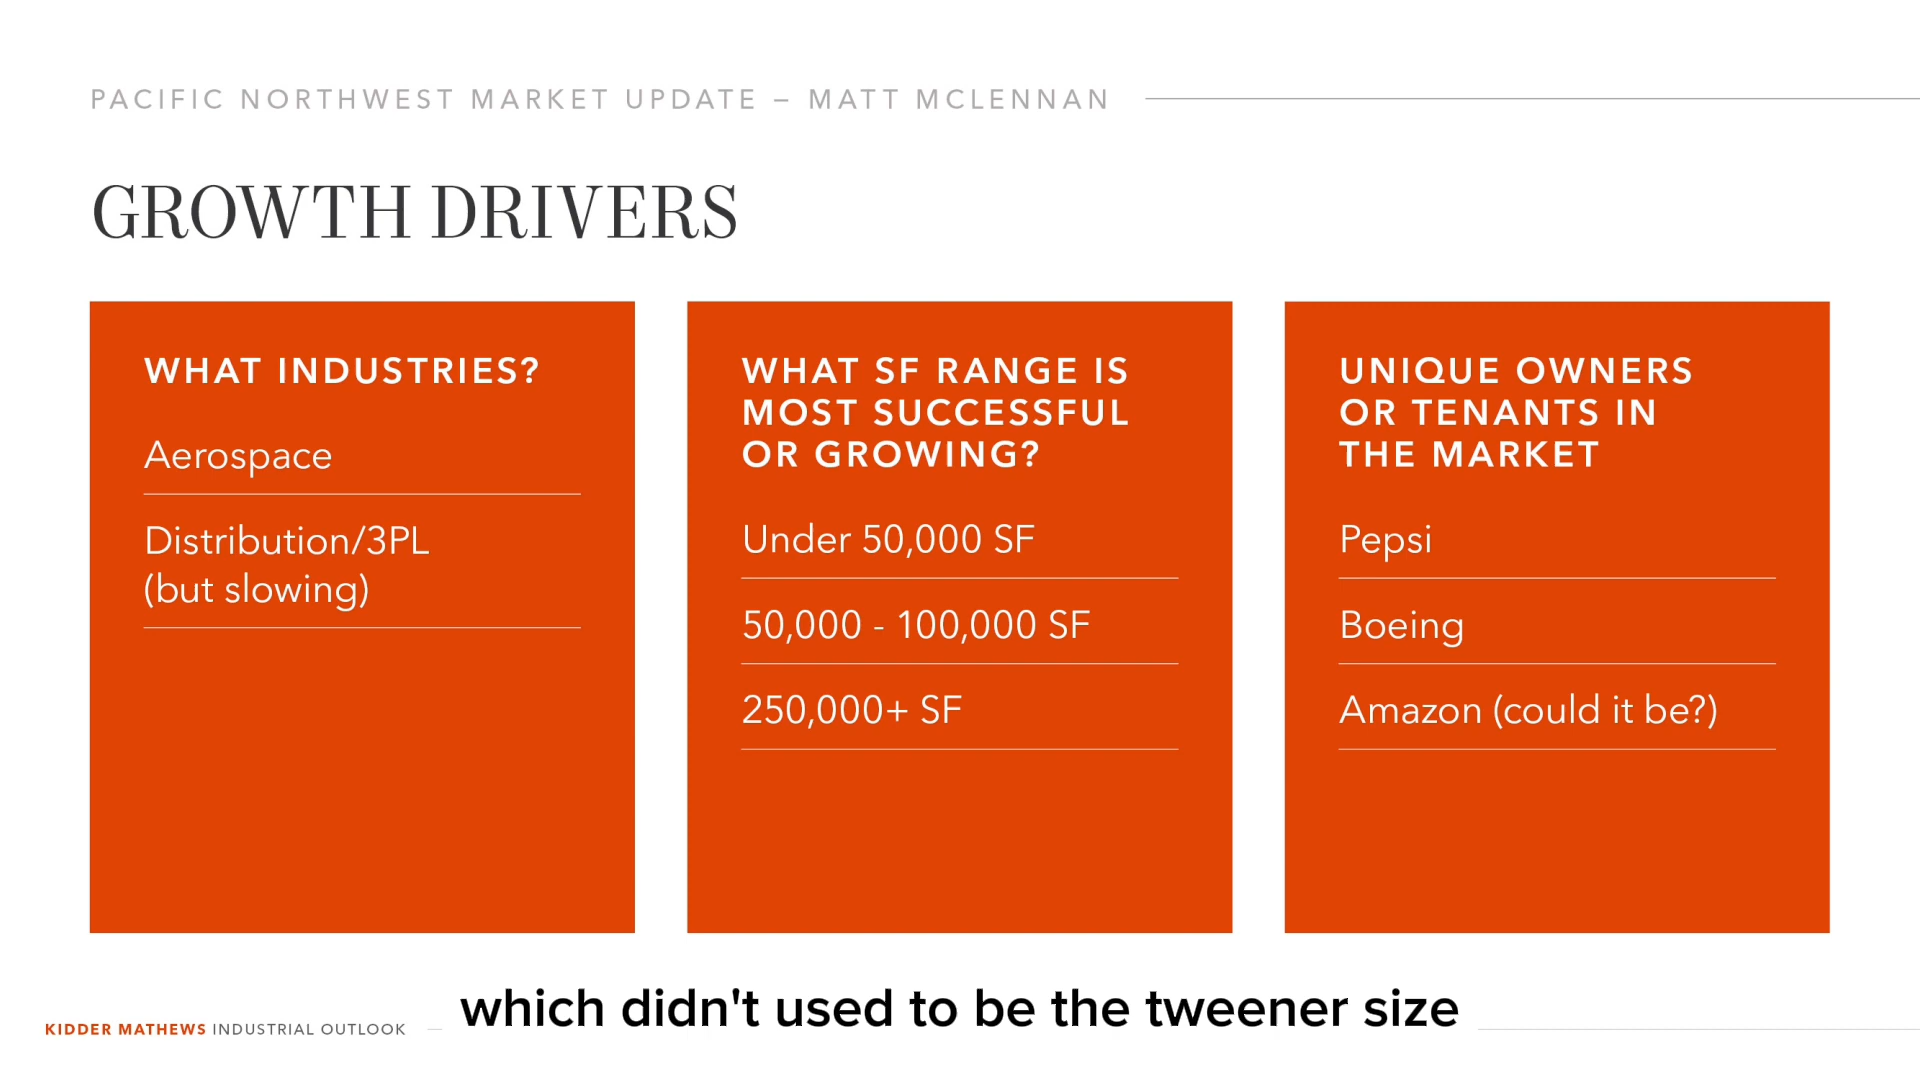 PACIFIC NORTHWEST MARKET UPDATE – MATT MCLENNAN
GROWTH DRIVERS
WHAT INDUSTRIES?
Aerospace
Distribution/3PL
(but slowing)
WHAT SF RANGE IS
MOST SUCCESSFUL
OR GROWING?
Under 50,000 SF
50,000 - 100,000 SF
250,000+ SF
UNIQUE OWNERS
OR TENANTS IN
THE MARKET
Pepsi
Boeing
Amazon (could it be?)
which didn't used to be the tweener size
KIDDER MATHEWS INDUSTRIAL OUTLOOK